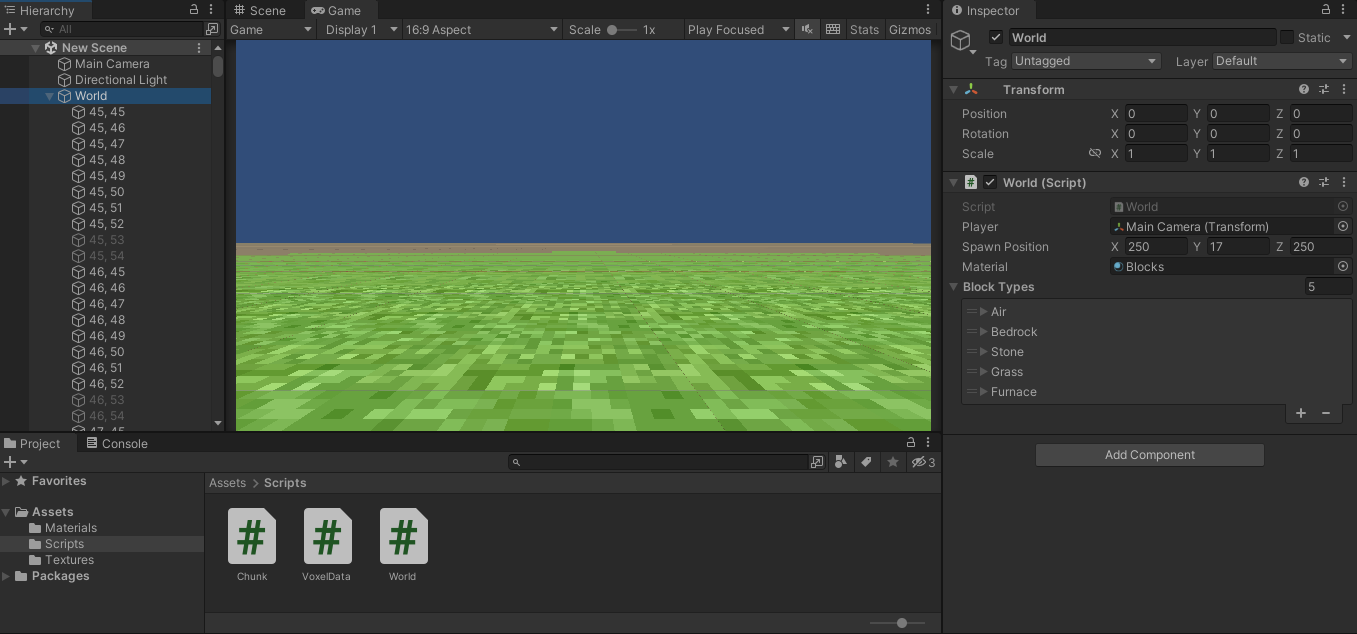 Hierarchy
All
New Scene
Main Camera
Directional Light
World
45, 45
45, 46
45, 47
45, 48
45, 49
45, 50
45, 51
45, 52
45, 53
45, 54
46, 45
46, 46
46, 47
46, 48
46, 49
46, 50
46, 51
46, 52
46, 53
46, 54
Scene Game
Game Display 1 16:9 Aspect Scale 1x Play Focused Stats Gizmos
Inspector
World Static
Tag Untagged Layer Default
Transform
Position X 0 Y 0 Z 0
Rotation X 0 Y 0 Z 0
Scale X 1 Y 1 Z 1
# World (Script)
Script World
Player Main Camera (Transform)
Spawn Position X 250 Y 17 Z 250
Material Blocks
Block Types 5
Air
Bedrock
Stone
Grass
Furnace
+ −
Add Component
Project Console
3
Favorites
Assets
Materials
Scripts
Textures
Packages
Assets > Scripts
# # #
Chunk VoxelData World